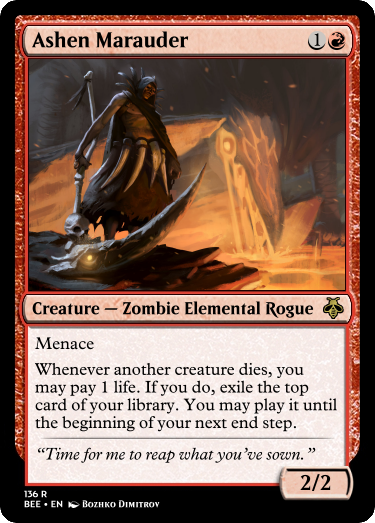 Ashen Marauder 1
Creature — Zombie Elemental Rogue
Menace
Whenever another creature dies, you
may pay 1 life. If you do, exile the top
card of your library. You may play it until
the beginning of your next end step.
“Time for me to reap what you’ve sown.”
2/2
136 R
BEE • EN Bozhko Dimitrov